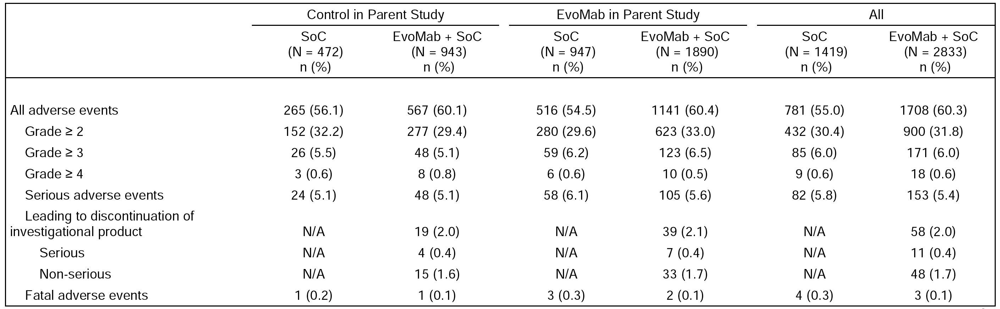 Control in Parent Study EvoMab in Parent Study All
SoC EvoMab + SoC SoC EvoMab + SoC SoC EvoMab + SoC
(N = 472) (N = 943) (N = 947) (N = 1890) (N = 1419) (N = 2833)
n (%) n (%) n (%) n (%) n (%) n (%)
All adverse events 265 (56.1) 567 (60.1) 516 (54.5) 1141 (60.4) 781 (55.0) 1708 (60.3)
Grade ≥ 2 152 (32.2) 277 (29.4) 280 (29.6) 623 (33.0) 432 (30.4) 900 (31.8)
Grade ≥ 3 26 (5.5) 48 (5.1) 59 (6.2) 123 (6.5) 85 (6.0) 171 (6.0)
Grade ≥ 4 3 (0.6) 8 (0.8) 6 (0.6) 10 (0.5) 9 (0.6) 18 (0.6)
Serious adverse events 24 (5.1) 48 (5.1) 58 (6.1) 105 (5.6) 82 (5.8) 153 (5.4)
Leading to discontinuation of
investigational product N/A 19 (2.0) N/A 39 (2.1) N/A 58 (2.0)
Serious N/A 4 (0.4) N/A 7 (0.4) N/A 11 (0.4)
Non-serious N/A 15 (1.6) N/A 33 (1.7) N/A 48 (1.7)
Fatal adverse events 1 (0.2) 1 (0.1) 3 (0.3) 2 (0.1) 4 (0.3) 3 (0.1)